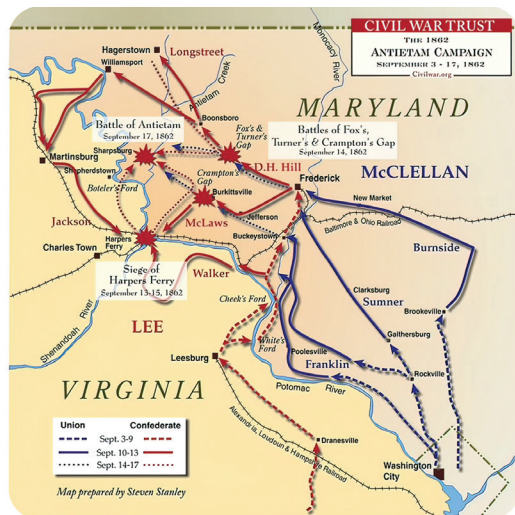 CIVIL WAR TRUST
THE 1862
ANTIETAM CAMPAIGN
SEPTEMBER 3 - 17, 1862
Civilwar.org
Hagerstown
Longstreet
Williamsport
Antietam
Creek
Monocacy River
MARYLAND
Boonsboro
Battle of Antietam
September 17, 1862
Fox's &
Turner's
Gap
Battles of Fox's,
Turner's & Crampton's Gap
September 14, 1862
Sharpsburg
Martinsburg
Shepherdstown
Crampton's
Gap
D.H. Hill
Frederick
McCLELLAN
Boteler's Ford
Burkittsville
New Market
Jackson
McLaws
Jefferson
Baltimore & Ohio Railroad
Harpers
Ferry
Buckeystown
Burnside
Charles Town
Walker
Siege of
Harpers Ferry
September 13-15, 1862
Clarksburg
Sumner
Cheek's Ford
Brookeville
LEE
White's
Ford
Gaithersburg
Shenandoah River
Leesburg
Poolesville
Franklin
Rockville
VIRGINIA
Potomac River
Alexandria, Loudoun & Hampshire Railroad
Dranesville
Washington
City
Union Confederate
Sept. 3-9
Sept. 10-13
Sept. 14-17
Map prepared by Steven Stanley